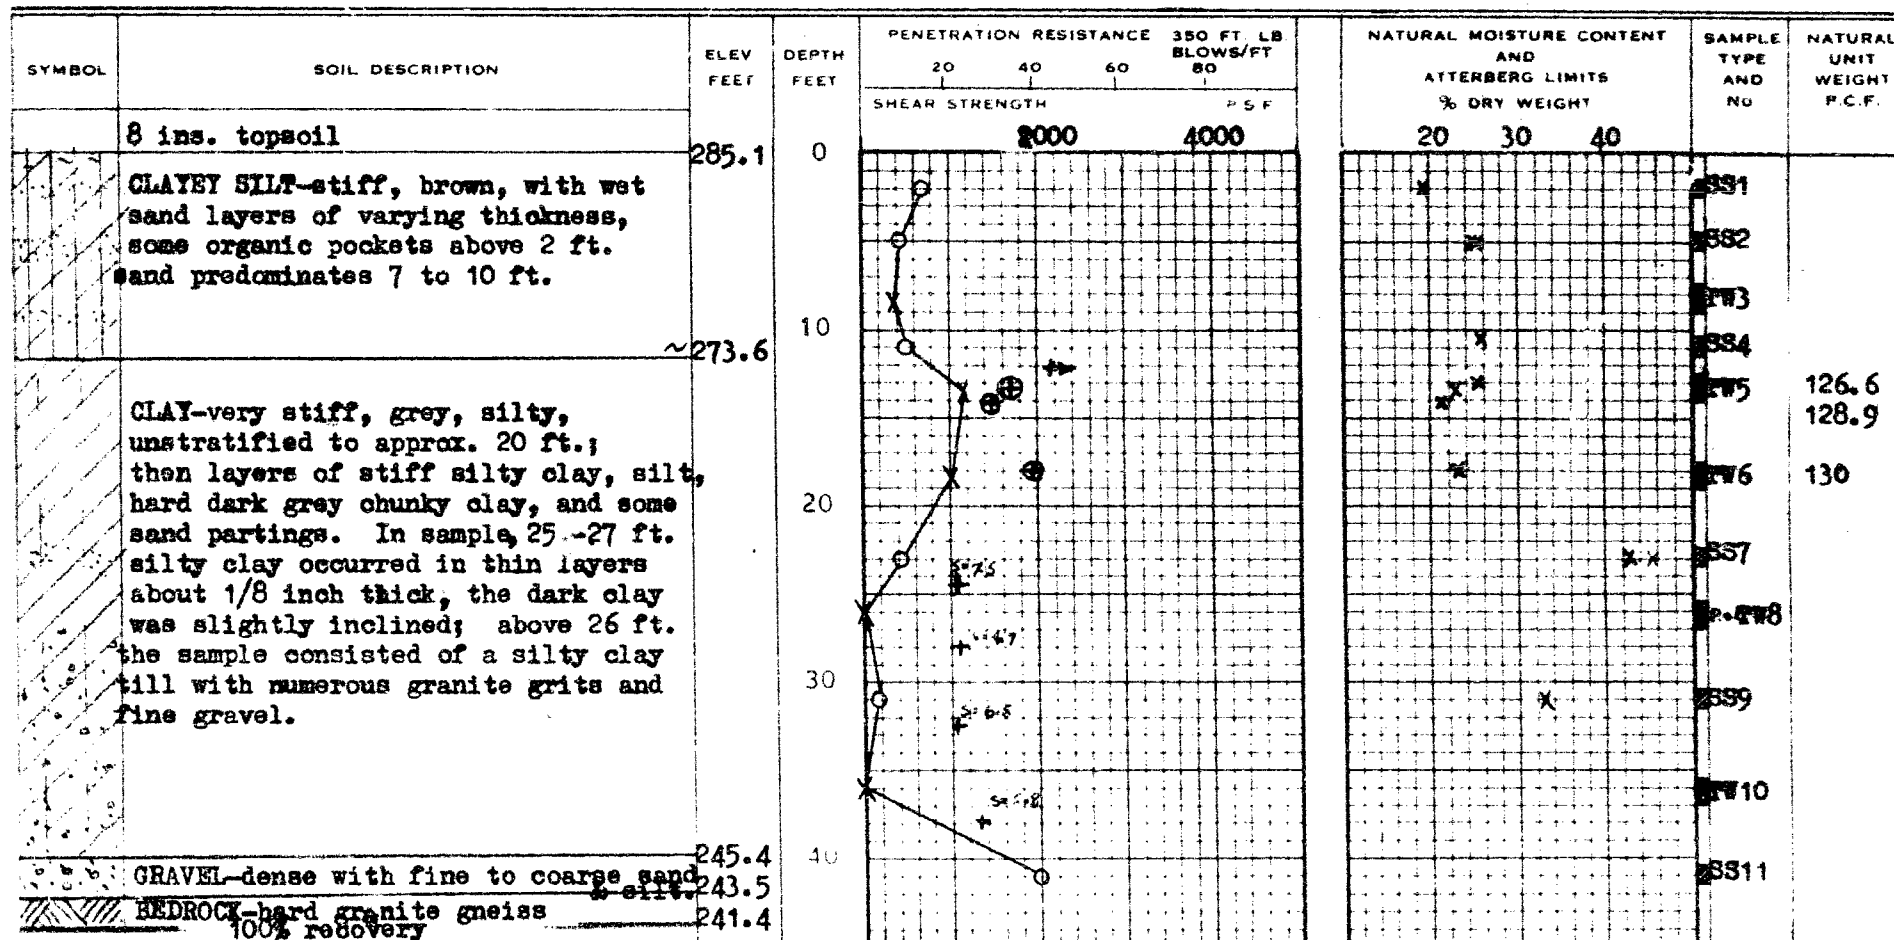 SYMBOL
SOIL DESCRIPTION
ELEV FEET
DEPTH FEET
PENETRATION RESISTANCE 350 FT. LB. BLOWS/FT
20 40 60 80
SHEAR STRENGTH P S F
2000 4000
NATURAL MOISTURE CONTENT
AND
ATTERBERG LIMITS
% DRY WEIGHT
20 30 40
SAMPLE TYPE AND No
NATURAL UNIT WEIGHT P.C.F.
8 ins. topsoil
285.1
0
CLAYEY SILT-stiff, brown, with wet
sand layers of varying thickness,
some organic pockets above 2 ft.
sand predominates 7 to 10 ft.
SS1
SS2
TW3
10
~273.6
SS4
CLAY-very stiff, grey, silty,
unstratified to approx. 20 ft.;
then layers of stiff silty clay, silt,
hard dark grey chunky clay, and some
sand partings. In sample, 25 -27 ft.
silty clay occurred in thin layers
about 1/8 inch thick, the dark clay
was slightly inclined; above 26 ft.
the sample consisted of a silty clay
till with numerous granite grits and
fine gravel.
TW5 126.6
128.9
TW6 130
20
SS7
S=7.5
TW8
30
SS9
S=6.8
TW10
245.4
40
GRAVEL-dense with fine to coarse sand
& silt.
243.5
SS11
BEDROCK-hard granite gneiss
100% recovery
241.4